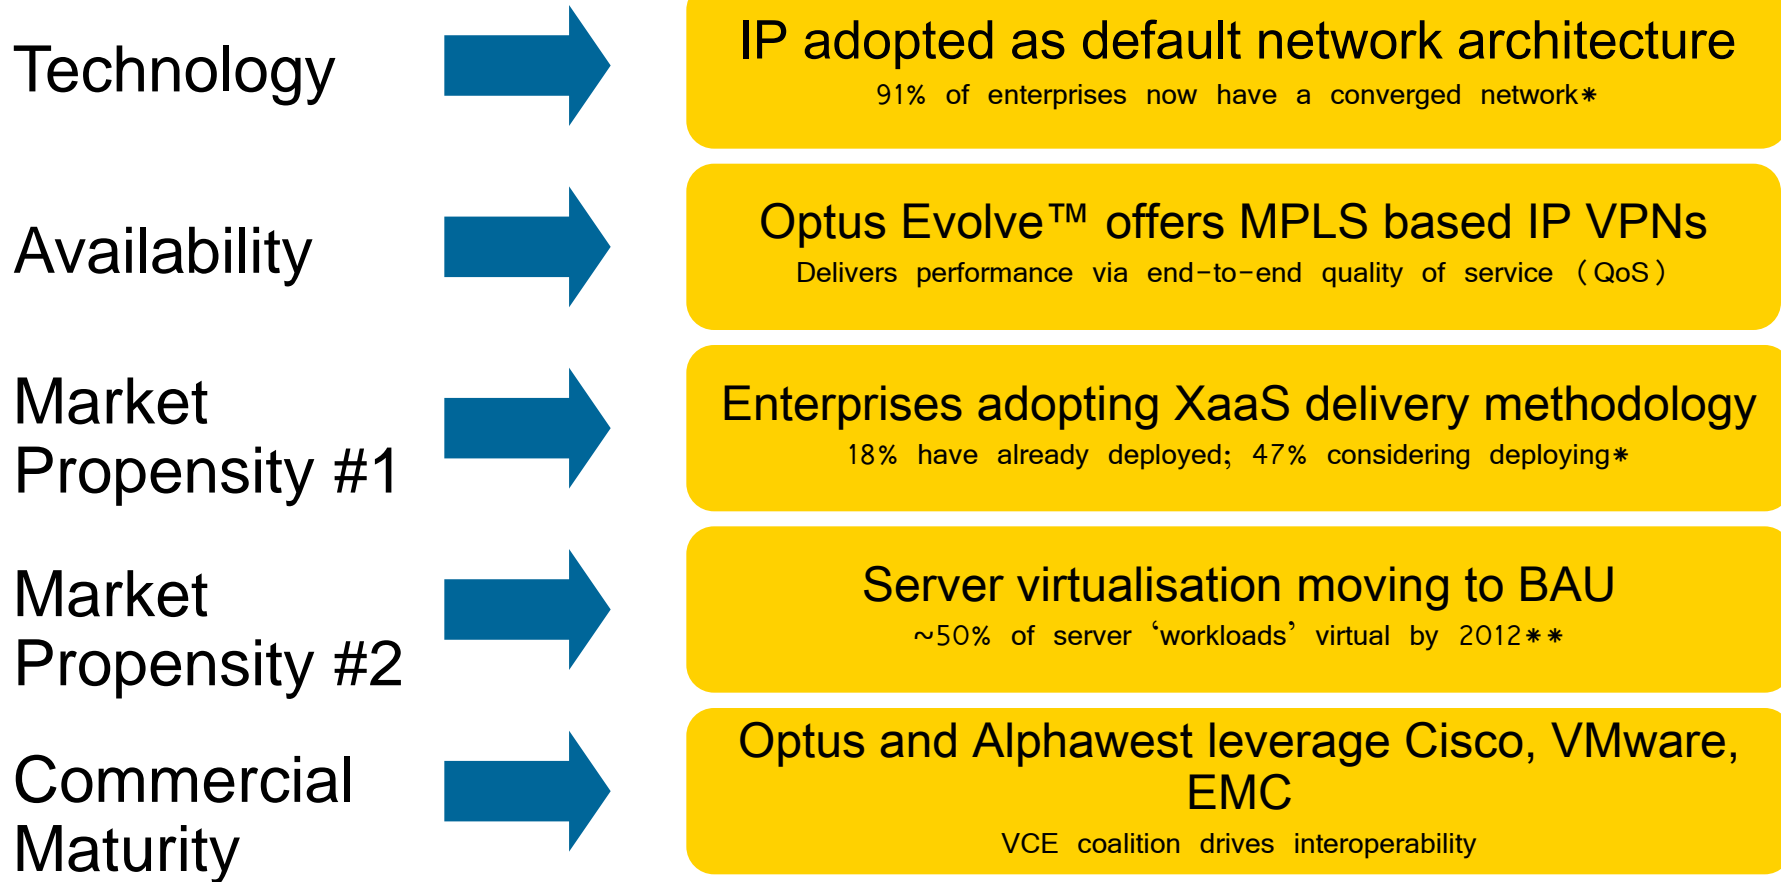 Technology
IP adopted as default network architecture
91% of enterprises now have a converged network*
Availability
Optus Evolve™ offers MPLS based IP VPNs
Delivers performance via end-to-end quality of service (QoS)
Market
Propensity #1
Enterprises adopting XaaS delivery methodology
18% have already deployed; 47% considering deploying*
Market
Propensity #2
Server virtualisation moving to BAU
~50% of server ‘workloads’ virtual by 2012**
Commercial
Maturity
Optus and Alphawest leverage Cisco, VMware,
EMC
VCE coalition drives interoperability